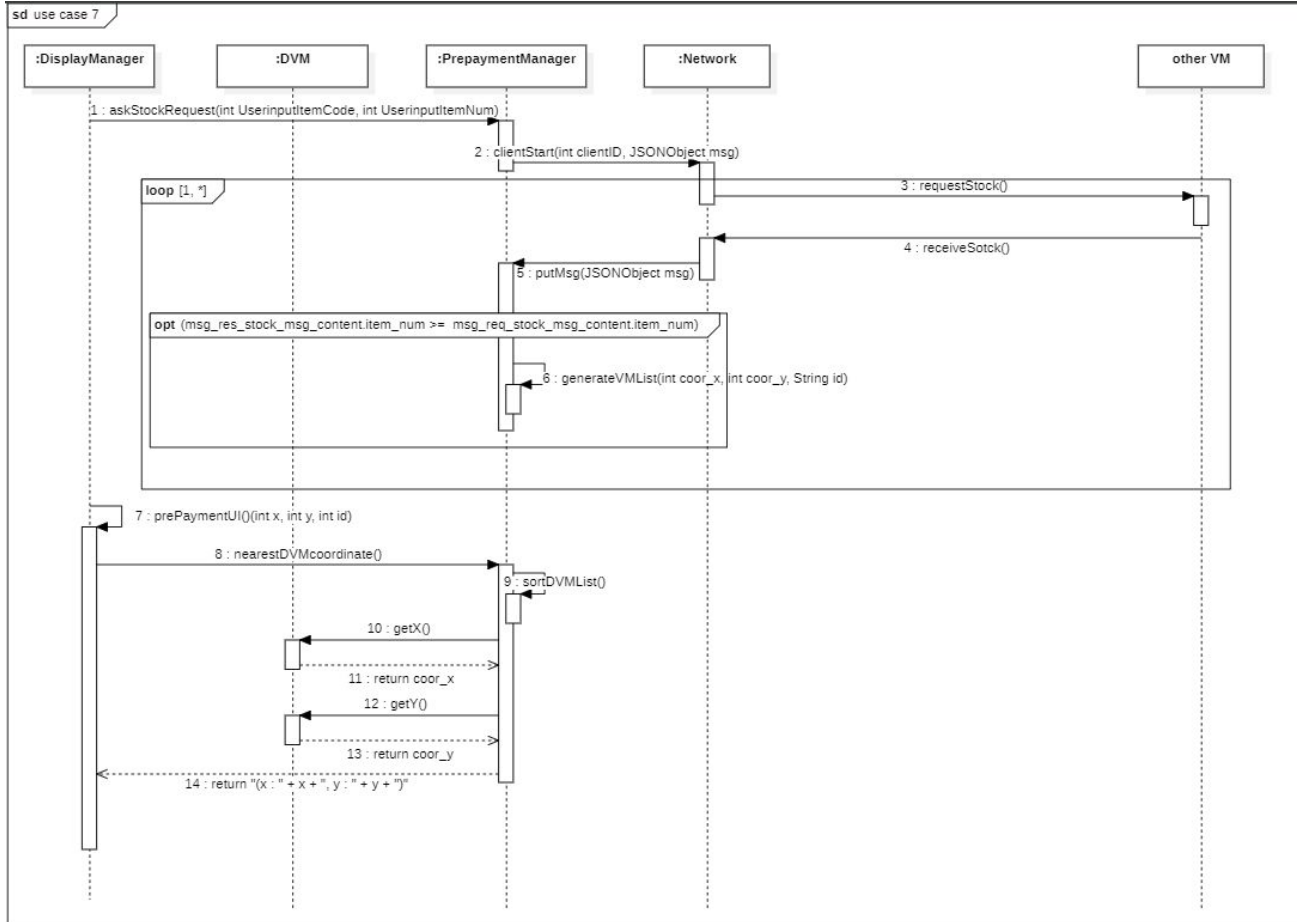 sd use case 7
:DisplayManager
:DVM
:PrepaymentManager
:Network
other VM
1 : askStockRequest(int UserinputItemCode, int UserinputItemNum)
2 : clientStart(int clientID, JSONObject msg)
loop [1, *]
3 : requestStock()
4 : receiveSotck()
5 : putMsg(JSONObject msg)
opt (msg_res_stock_msg_content.item_num >= msg_req_stock_msg_content.item_num)
6 : generateVMList(int coor_x, int coor_y, String id)
7 : prePaymentUI()(int x, int y, int id)
8 : nearestDVMcoordinate()
9 : sortDVMList()
10 : getX()
11 : return coor_x
12 : getY()
13 : return coor_y
14 : return "(x : " + x + ", y : " + y + ")"